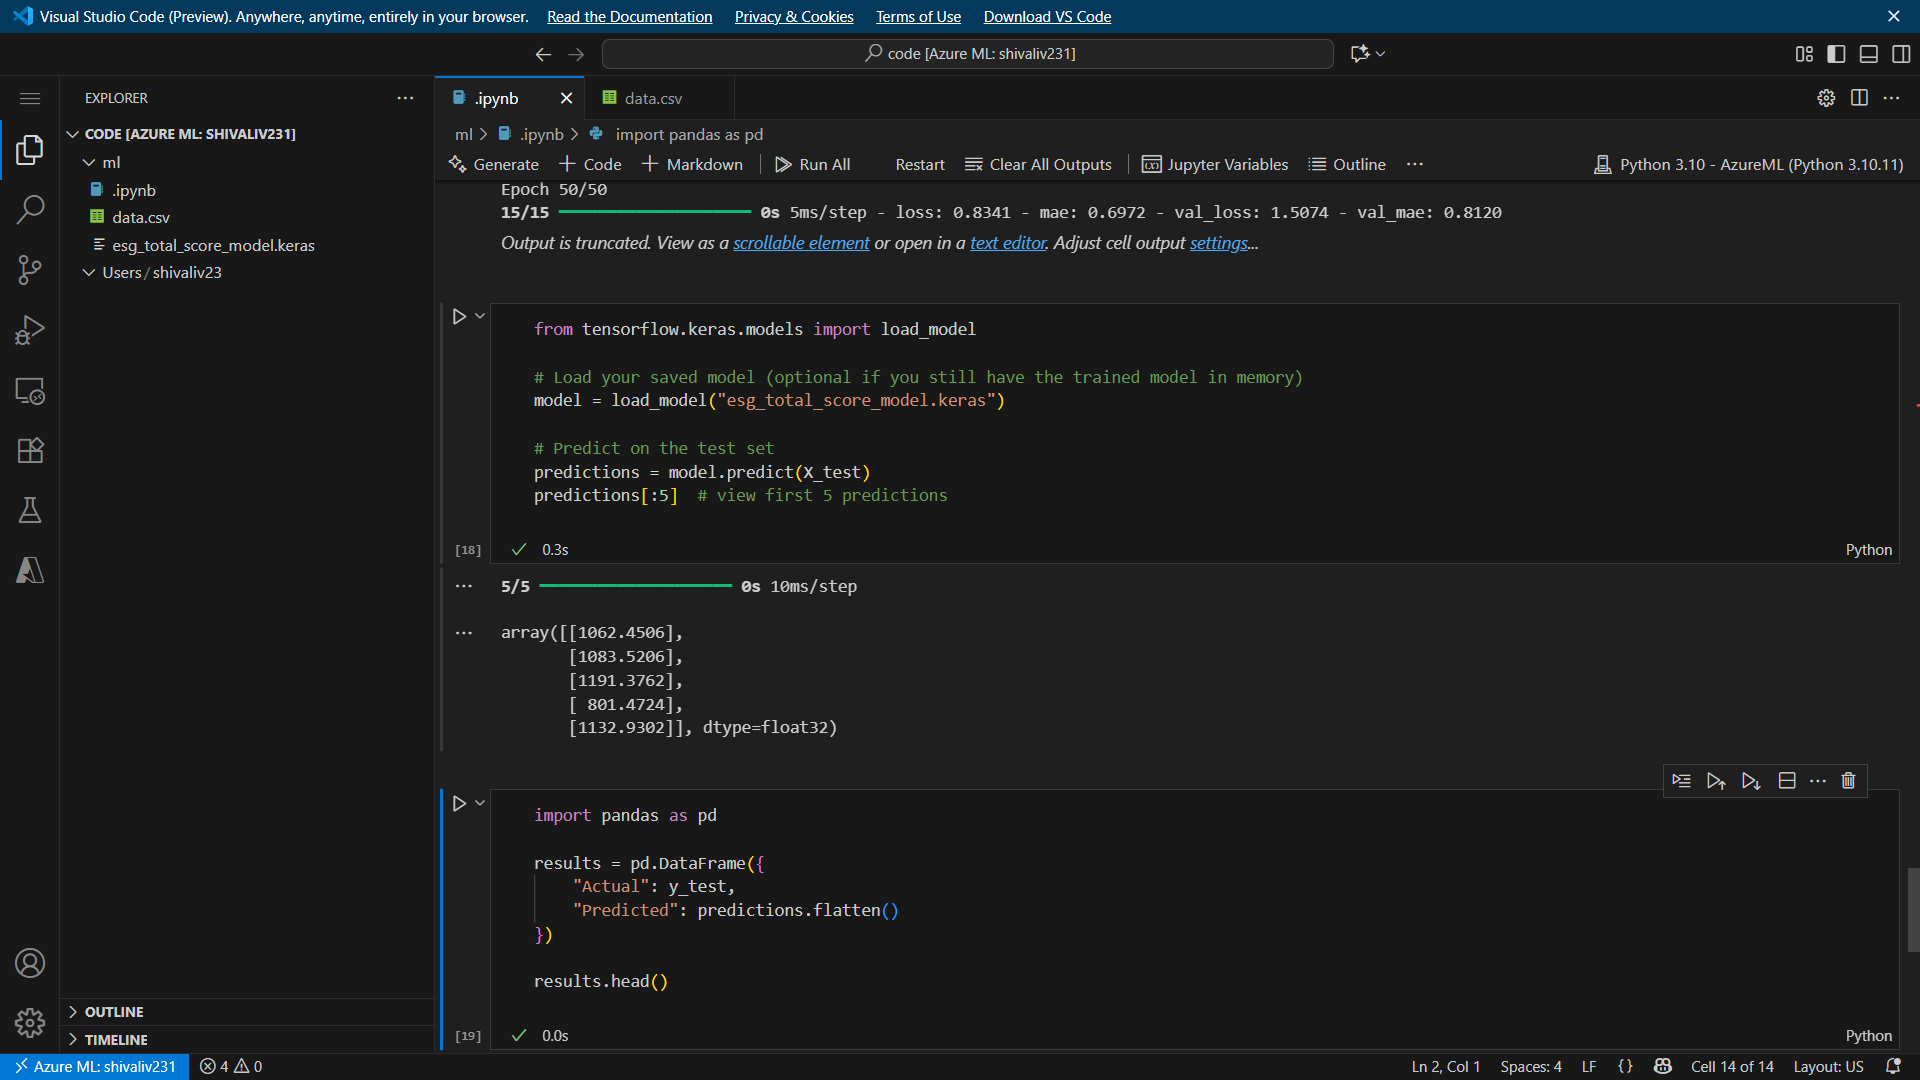 Visual Studio Code (Preview). Anywhere, anytime, entirely in your browser. Read the Documentation Privacy & Cookies Terms of Use Download VS Code
code [Azure ML: shivaliv231]
EXPLORER
CODE [AZURE ML: SHIVALIV231]
ml
.ipynb
data.csv
esg_total_score_model.keras
Users / shivaliv23
OUTLINE
TIMELINE
.ipynb
data.csv
ml > .ipynb > import pandas as pd
Generate + Code + Markdown Run All Restart Clear All Outputs Jupyter Variables Outline ... Python 3.10 - AzureML (Python 3.10.11)
Epoch 50/50
15/15 ━━━━━━━━━━━━━━━━━━━━ 0s 5ms/step - loss: 0.8341 - mae: 0.6972 - val_loss: 1.5074 - val_mae: 0.8120
Output is truncated. View as a scrollable element or open in a text editor. Adjust cell output settings...
from tensorflow.keras.models import load_model
# Load your saved model (optional if you still have the trained model in memory)
model = load_model("esg_total_score_model.keras")
# Predict on the test set
predictions = model.predict(X_test)
predictions[:5]  # view first 5 predictions
[18] ✓ 0.3s Python
5/5 ━━━━━━━━━━━━━━━━━━━━ 0s 10ms/step
array([[1062.4506],
       [1083.5206],
       [1191.3762],
       [ 801.4724],
       [1132.9302]], dtype=float32)
import pandas as pd
results = pd.DataFrame({
    "Actual": y_test,
    "Predicted": predictions.flatten()
})
results.head()
[19] ✓ 0.0s Python
Azure ML: shivaliv231 4 0 Ln 2, Col 1 Spaces: 4 LF {} Cell 14 of 14 Layout: US